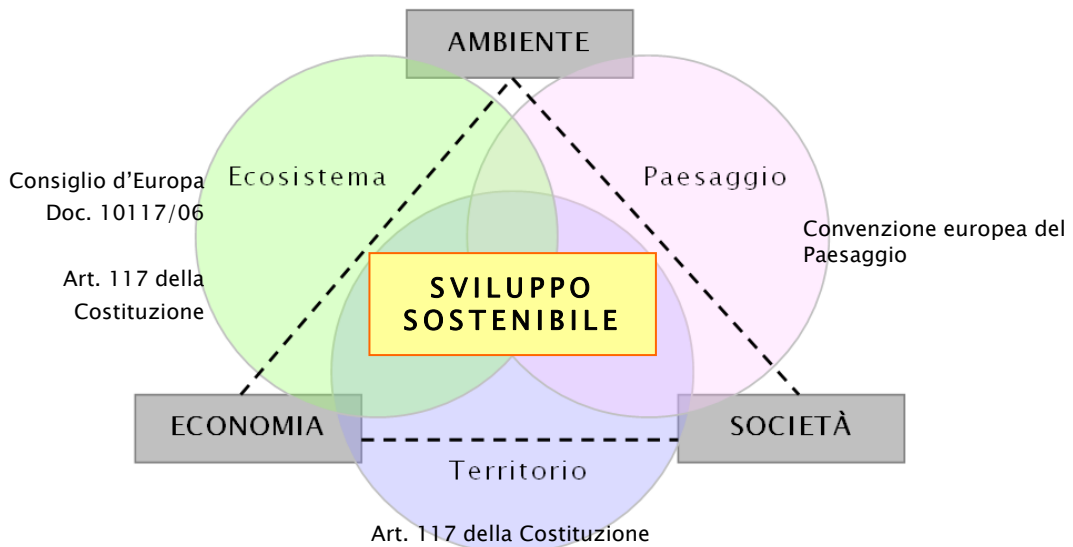 AMBIENTE
Ecosistema
Paesaggio
Consiglio d’Europa
Doc. 10117/06
Art. 117 della
Costituzione
Convenzione europea del
Paesaggio
SVILUPPO
SOSTENIBILE
ECONOMIA
SOCIETÀ
Territorio
Art. 117 della Costituzione